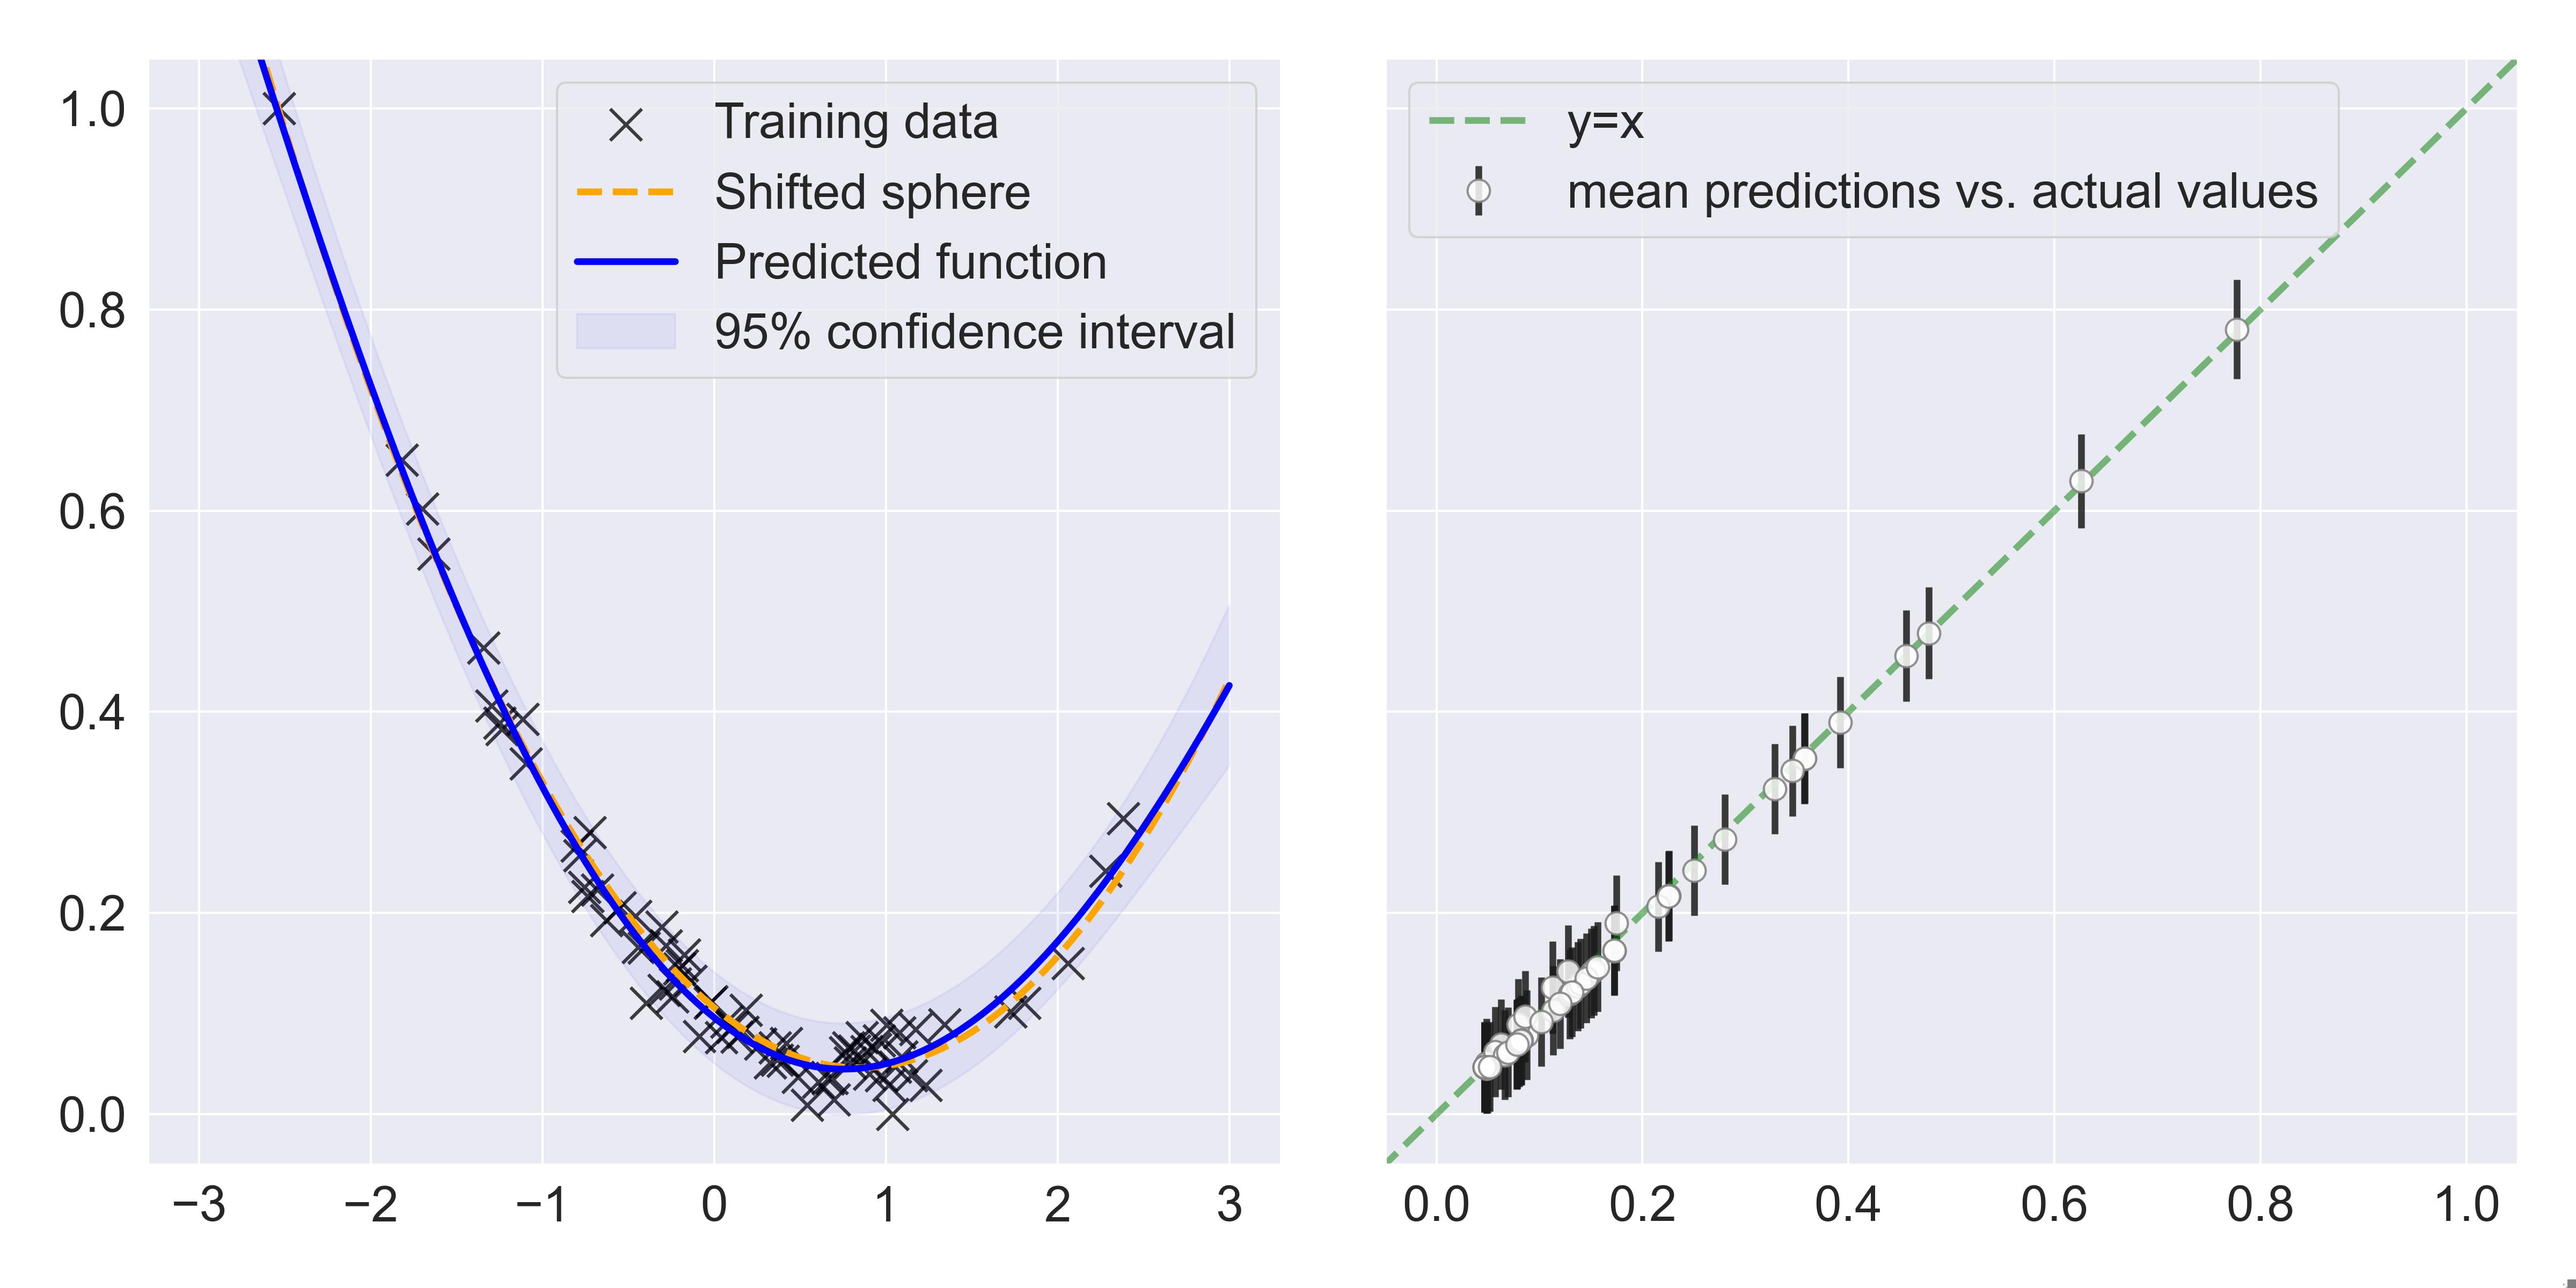 1.0
0.8
0.6
0.4
0.2
0.0
−3 −2 −1 0 1 2 3
Training data
Shifted sphere
Predicted function
95% confidence interval
y=x
mean predictions vs. actual values
0.0 0.2 0.4 0.6 0.8 1.0